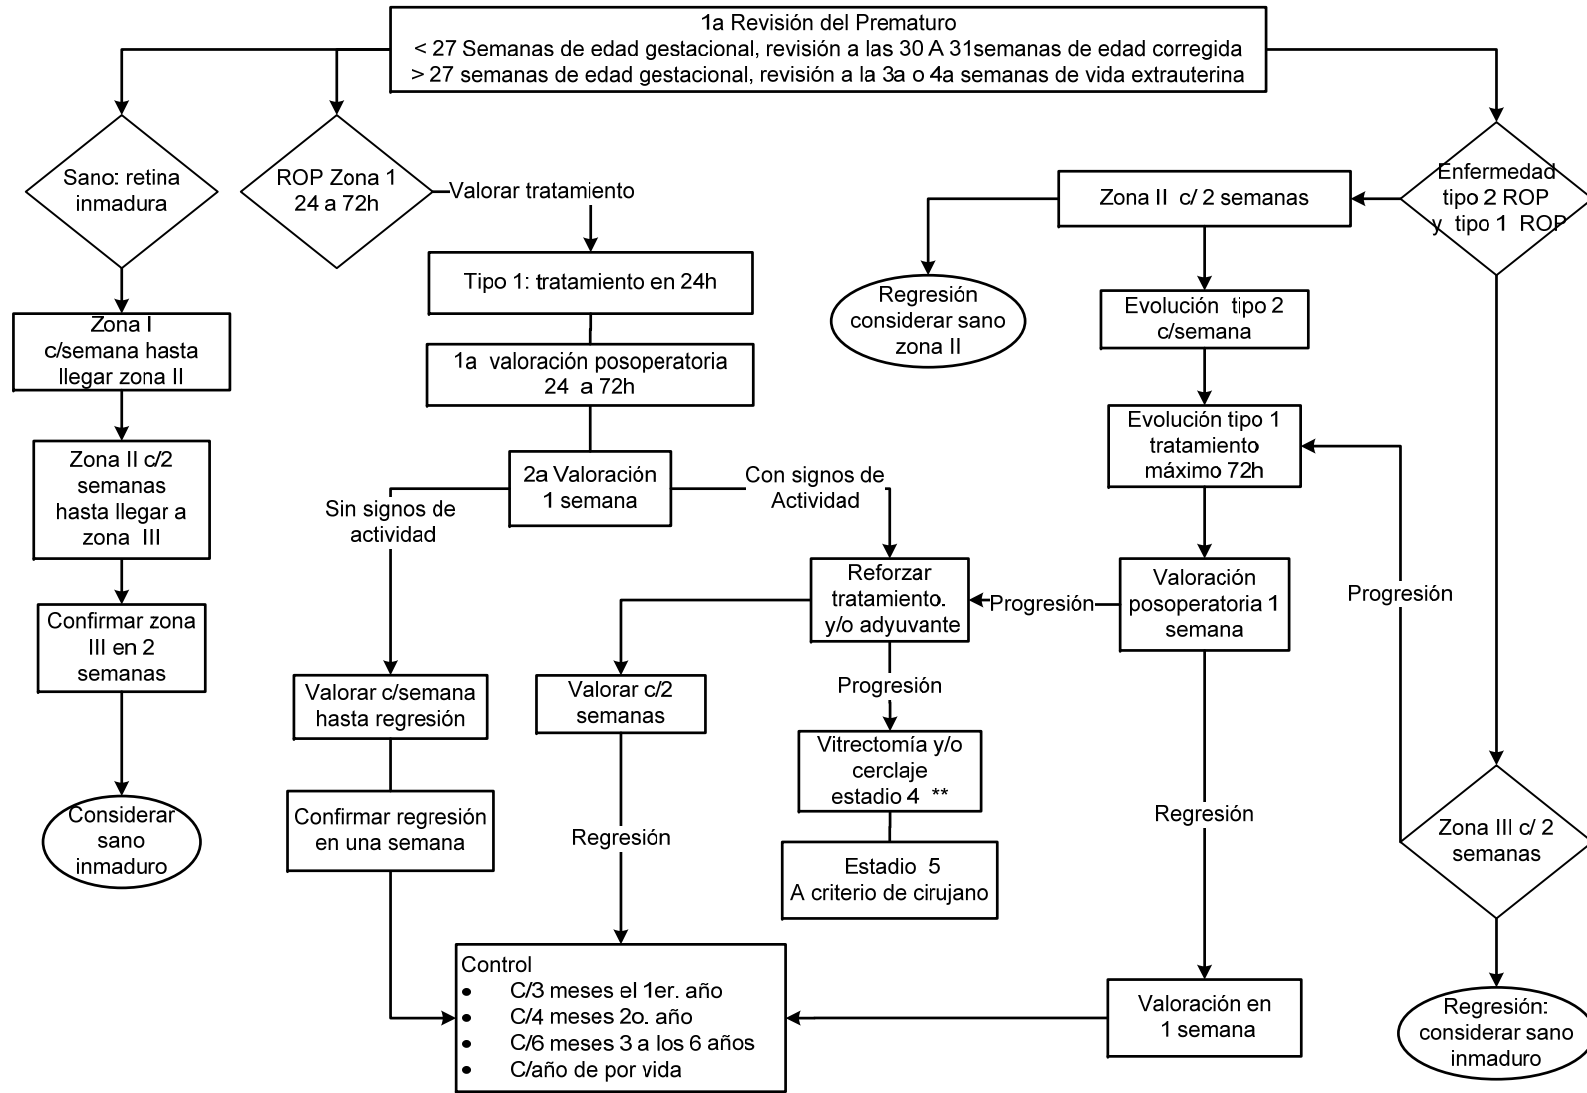 1a Revisión del Prematuro
< 27 Semanas de edad gestacional, revisión a las 30 A 31semanas de edad corregida
> 27 semanas de edad gestacional, revisión a la 3a o 4a semanas de vida extrauterina
Sano: retina
inmadura
ROP Zona 1
24 a 72h
Valorar tratamiento
Zona II c/ 2 semanas
Enfermedad
tipo 2 ROP
y tipo 1 ROP
Tipo 1: tratamiento en 24h
Regresión
considerar sano
zona II
Evolución tipo 2
c/semana
Zona I
c/semana hasta
llegar zona II
1a valoración posoperatoria
24 a 72h
Evolución tipo 1
tratamiento
máximo 72h
Zona II c/2
semanas
hasta llegar a
zona III
Sin signos de
actividad
2a Valoración
1 semana
Con signos de
Actividad
Reforzar
tratamiento.
y/o adyuvante
Progresión
Valoración
posoperatoria 1
semana
Progresión
Confirmar zona
III en 2
semanas
Valorar c/semana
hasta regresión
Valorar c/2
semanas
Progresión
Vitrectomía y/o
cerclaje
estadio 4 **
Considerar
sano
inmaduro
Confirmar regresión
en una semana
Regresión
Estadio 5
A criterio de cirujano
Regresión
Zona III c/ 2
semanas
Control
• C/3 meses el 1er. año
• C/4 meses 2o. año
• C/6 meses 3 a los 6 años
• C/año de por vida
Valoración en
1 semana
Regresión:
considerar sano
inmaduro